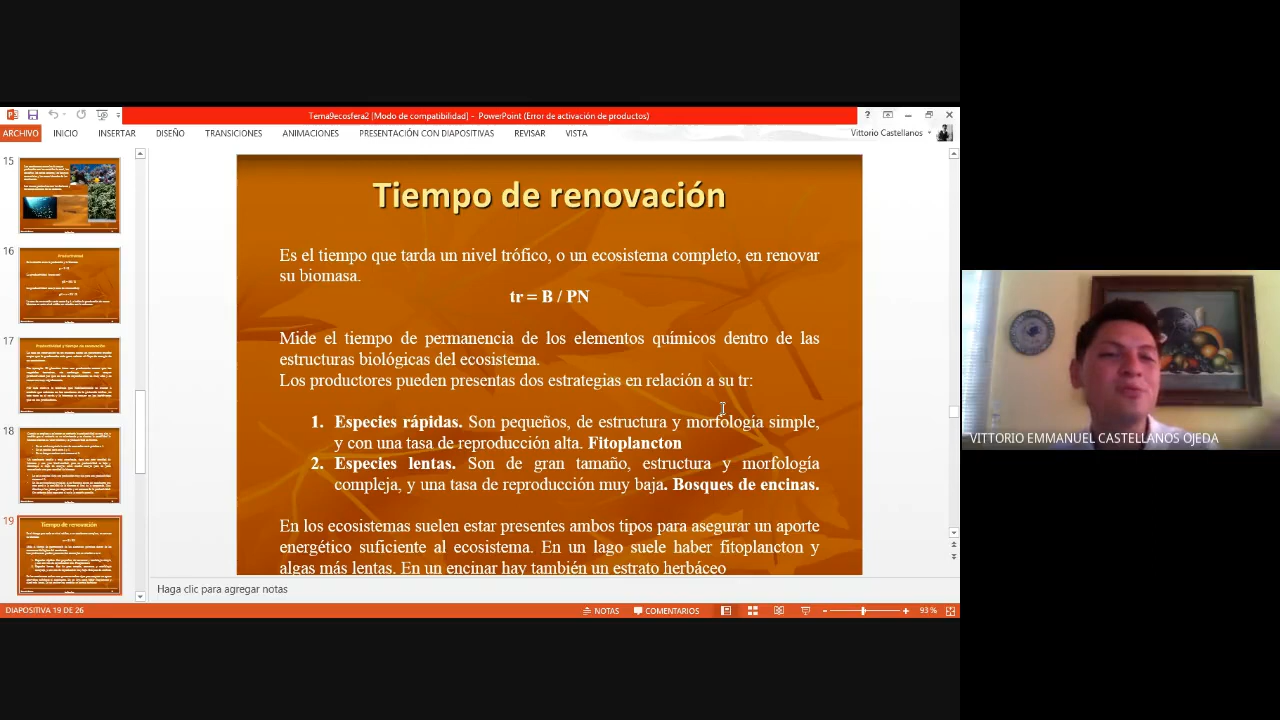 Tema9ecosfera2 [Modo de compatibilidad] - PowerPoint (Error de activación de productos)
ARCHIVO INICIO INSERTAR DISEÑO TRANSICIONES ANIMACIONES PRESENTACIÓN CON DIAPOSITIVAS REVISAR VISTA Vittorio Castellanos
15
16
17
18
19
Tiempo de renovación
Es el tiempo que tarda un nivel trófico, o un ecosistema completo, en renovar
su biomasa.
tr = B / PN
Mide el tiempo de permanencia de los elementos químicos dentro de las
estructuras biológicas del ecosistema.
Los productores pueden presentas dos estrategias en relación a su tr:
1. Especies rápidas. Son pequeños, de estructura y morfología simple,
y con una tasa de reproducción alta. Fitoplancton
2. Especies lentas. Son de gran tamaño, estructura y morfología
compleja, y una tasa de reproducción muy baja. Bosques de encinas.
En los ecosistemas suelen estar presentes ambos tipos para asegurar un aporte
energético suficiente al ecosistema. En un lago suele haber fitoplancton y
algas más lentas. En un encinar hay también un estrato herbáceo
Haga clic para agregar notas
DIAPOSITIVA 19 DE 26 NOTAS COMENTARIOS 93 %
VITTORIO EMMANUEL CASTELLANOS OJEDA